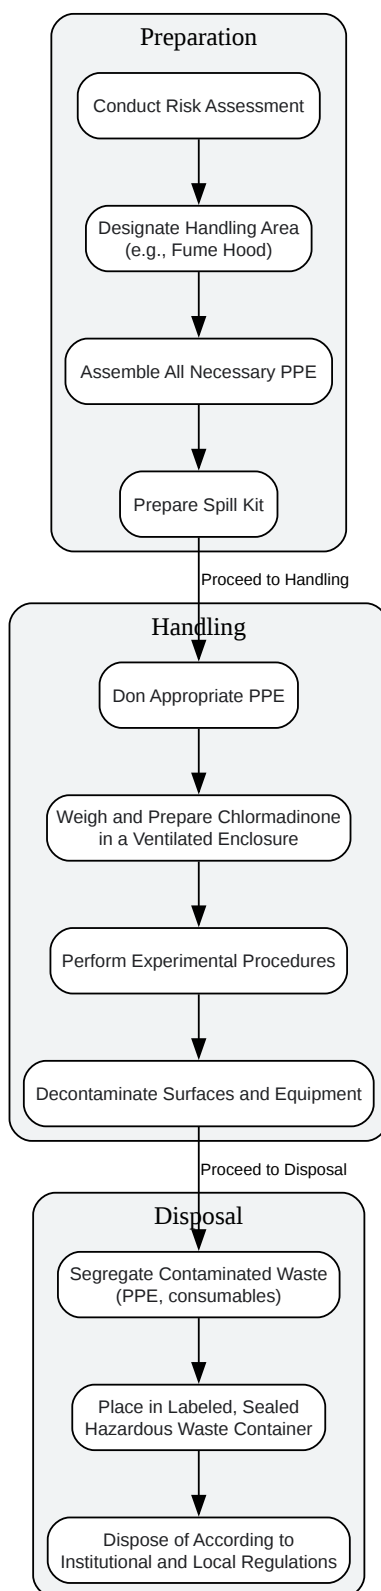 Preparation
Conduct Risk Assessment
Designate Handling Area
(e.g., Fume Hood)
Assemble All Necessary PPE
Prepare Spill Kit
Proceed to Handling
Handling
Don Appropriate PPE
Weigh and Prepare Chlormadinone
in a Ventilated Enclosure
Perform Experimental Procedures
Decontaminate Surfaces and Equipment
Proceed to Disposal
Disposal
Segregate Contaminated Waste
(PPE, consumables)
Place in Labeled, Sealed
Hazardous Waste Container
Dispose of According to
Institutional and Local Regulations